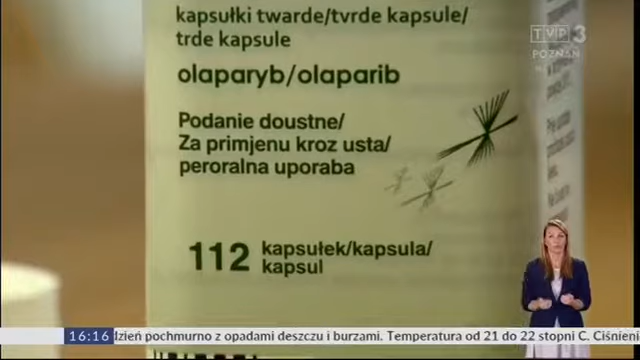 kapsułki twarde/tvrde kapsule/
trde kapsule
TVP 3
POZNAŃ
olaparyb/olaparib
Podanie doustne/
Za primjenu kroz usta/
peroralna uporaba
112 kapsułek/kapsula/
kapsul
16:16 dzień pochmurno z opadami deszczu i burzami. Temperatura od 21 do 22 stopni C. Ciśnieni